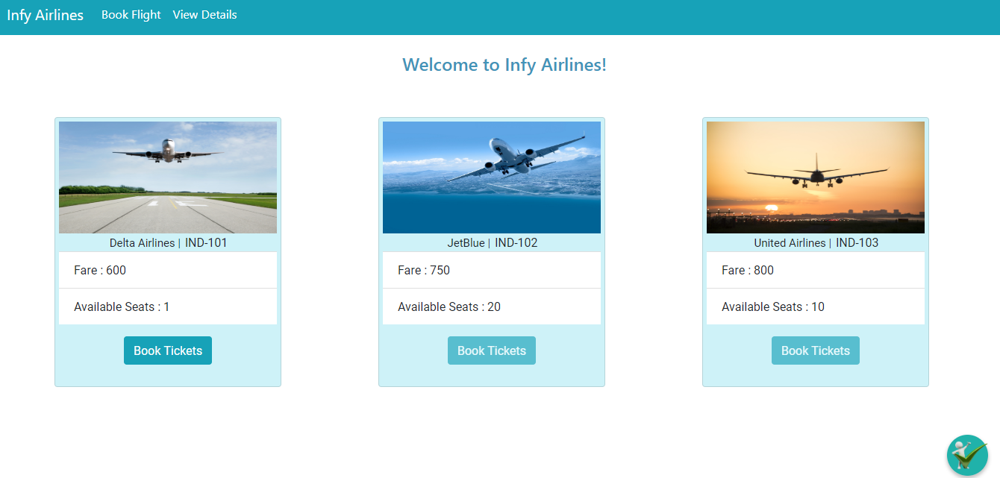 Infy Airlines Book Flight View Details
Welcome to Infy Airlines!
Delta Airlines | IND-101
Fare : 600
Available Seats : 1
Book Tickets
JetBlue | IND-102
Fare : 750
Available Seats : 20
Book Tickets
United Airlines | IND-103
Fare : 800
Available Seats : 10
Book Tickets